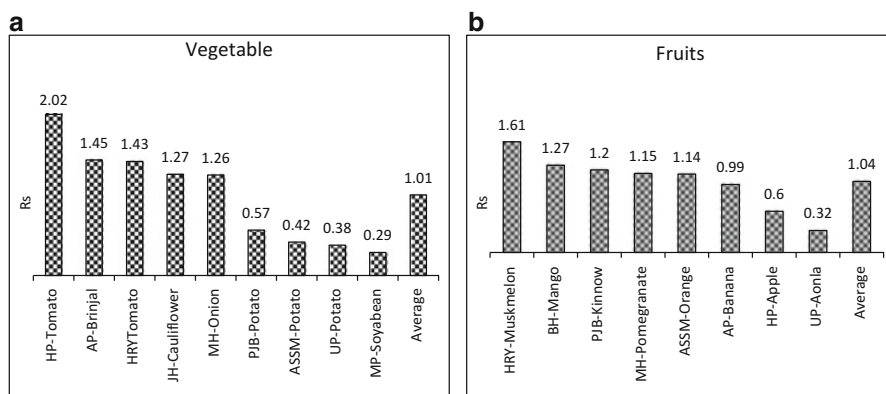 a
Vegetable
2.02
1.45
1.43
1.27
1.26
0.57
0.42
0.38
0.29
1.01
Rs
HP-Tomato
AP-Brinjal
HRYTomato
JH-Cauliflower
MH-Onion
PJB-Potato
ASSM-Potato
UP-Potato
MP-Soyabean
Average
b
Fruits
1.61
1.27
1.2
1.15
1.14
0.99
0.6
0.32
1.04
Rs
HRY-Muskmelon
BH-Mango
PJB-Kinnow
MH-Pomegranate
ASSM-Orange
AP-Banana
HP-Apple
UP-Aonla
Average